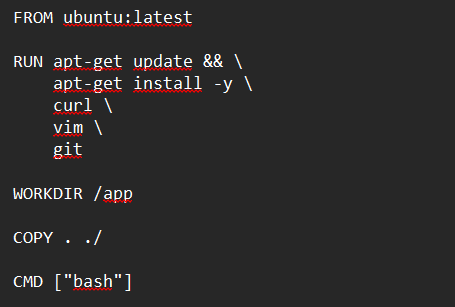 FROM ubuntu:latest
RUN apt-get update && \
apt-get install -y \
curl \
vim \
git
WORKDIR /app
COPY . ./
CMD ["bash"]